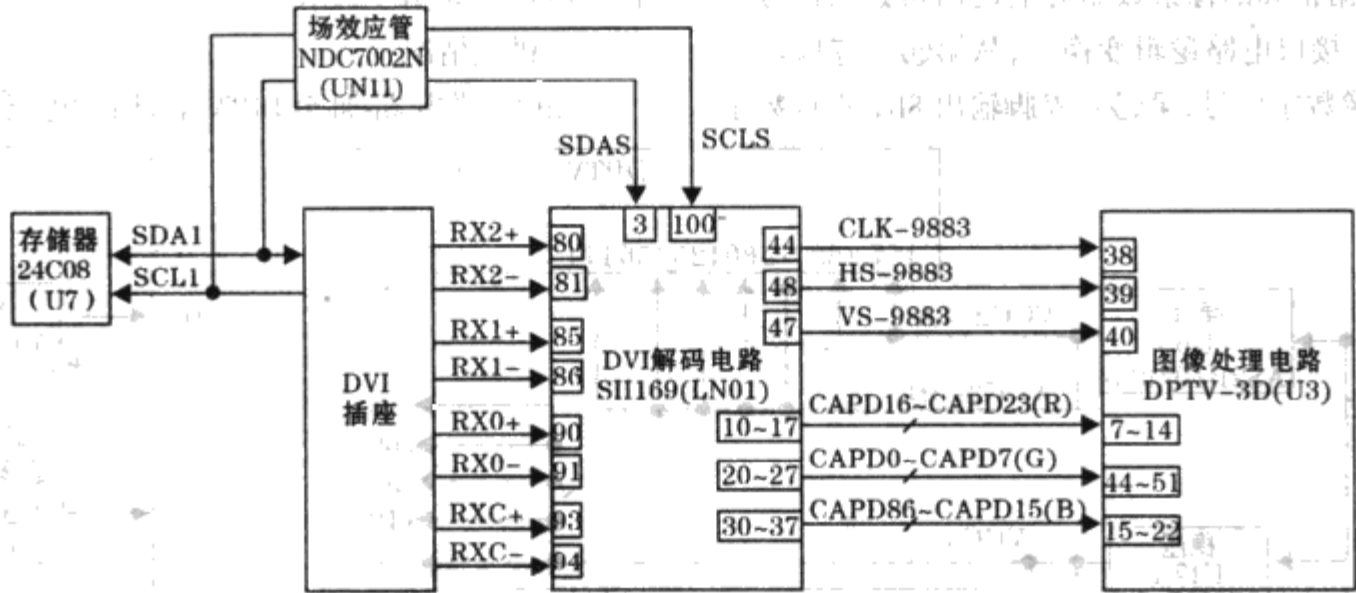 场效应管
NDC7002N
(UN11)
SDAS
SCLS
存储器
24C08
(U7)
SDA1
SCL1
DVI
插座
RX2+
RX2-
RX1+
RX1-
RX0+
RX0-
RXC+
RXC-
80
81
85
86
90
91
93
94
3
100
DVI解码电路
SII169(LN01)
44
48
47
10~17
20~27
30~37
CLK-9883
HS-9883
VS-9883
CAPD16~CAPD23(R)
CAPD0~CAPD7(G)
CAPD86~CAPD15(B)
38
39
40
图像处理电路
DPTV-3D(U3)
7~14
44~51
15~22